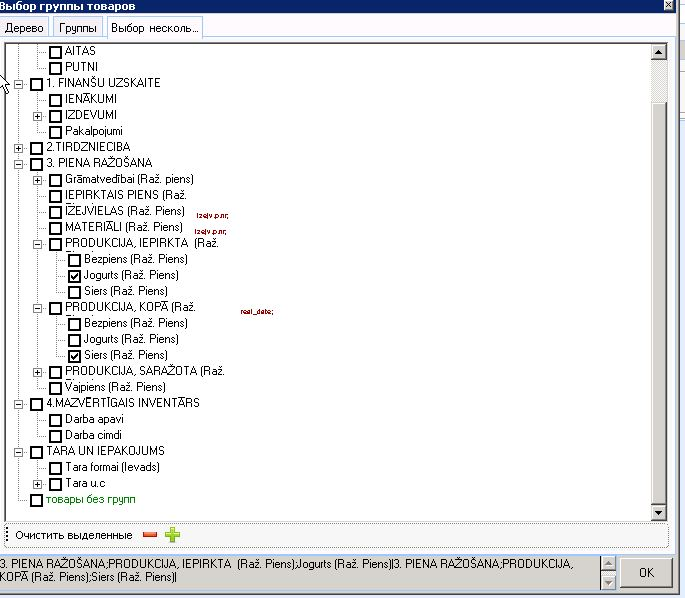 Выбор группы товаров
Дерево Группы Выбор несколь...
AITAS
PUTNI
1. FINANŠU UZSKAITE
IENĀKUMI
IZDEVUMI
Pakalpojumi
2.TIRDZNIECIBA
3. PIENA RAŽOŠANA
Grāmatvedībai (Raž. piens)
IEPIRKTAIS PIENS (Raž.
IZEJVIELAS (Raž. Piens) izejv.p.nr;
MATERIĀLI (Raž. Piens) izejv.p.nr;
PRODUKCIJA, IEPIRKTA (Raž.
Bezpiens (Raž. Piens)
Jogurts (Raž. Piens)
Siers (Raž. Piens)
PRODUKCIJA, KOPĀ (Raž. real_date;
Bezpiens (Raž. Piens)
Jogurts (Raž. Piens)
Siers (Raž. Piens)
PRODUKCIJA, SARAŽOTA (Raž.
Vājpiens (Raž. Piens)
4.MAZVĒRTĪGAIS INVENTĀRS
Darba apavi
Darba cimdi
TARA UN IEPAKOJUMS
Tara formai (Ievads)
Tara u.c
товары без групп
Очистить выделенные
3. PIENA RAŽOŠANA;PRODUKCIJA, IEPIRKTA (Raž. Piens);Jogurts (Raž. Piens)|3. PIENA RAŽOŠANA;PRODUKCIJA,
KOPĀ (Raž. Piens);Siers (Raž. Piens)|
OK